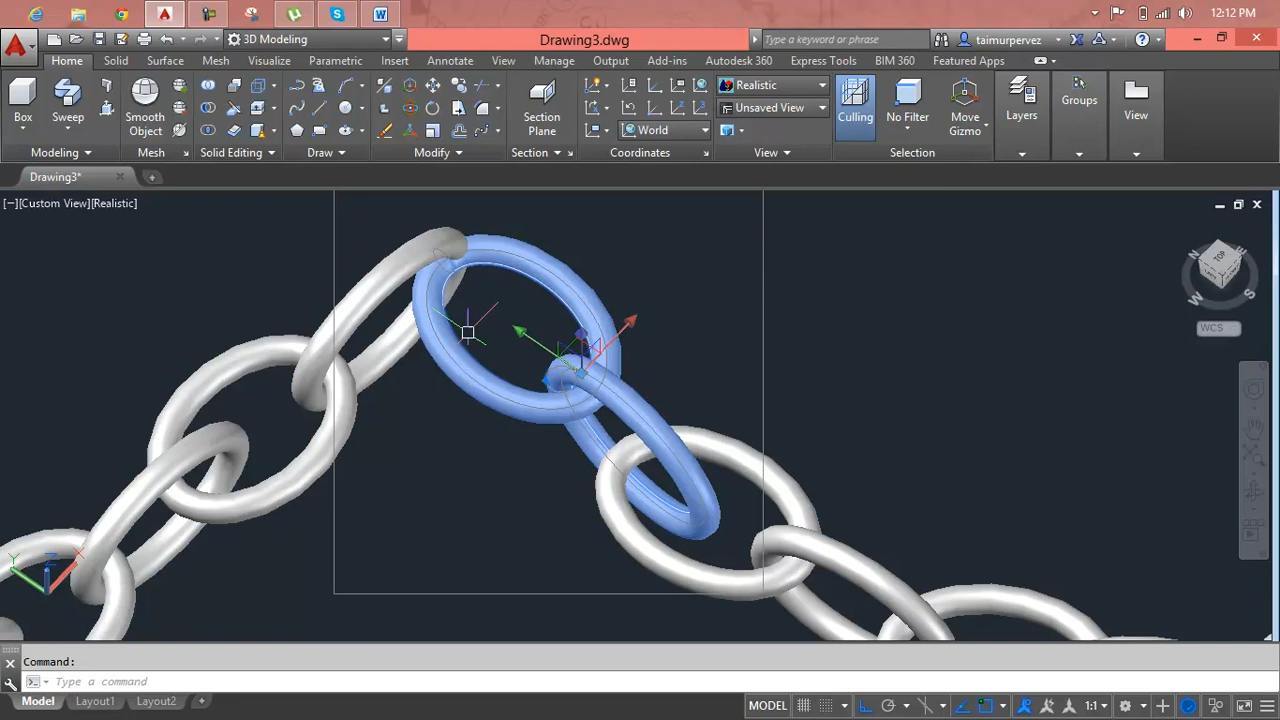 12:12 PM
3D Modeling
Drawing3.dwg
Type a keyword or phrase
taimurpervez
Home Solid Surface Mesh Visualize Parametric Insert Annotate View Manage Output Add-ins Autodesk 360 Express Tools BIM 360 Featured Apps
Realistic
Unsaved View
World
Box
Sweep
Smooth Object
Section Plane
Culling
No Filter
Move Gizmo
Layers
Groups
View
Modeling
Mesh
Solid Editing
Draw
Modify
Section
Coordinates
View
Selection
Drawing3*
[−][Custom View][Realistic]
N
E
TOP
W
S
WCS
Y
Z
X
Command:
Type a command
Model Layout1 Layout2
MODEL
1:1